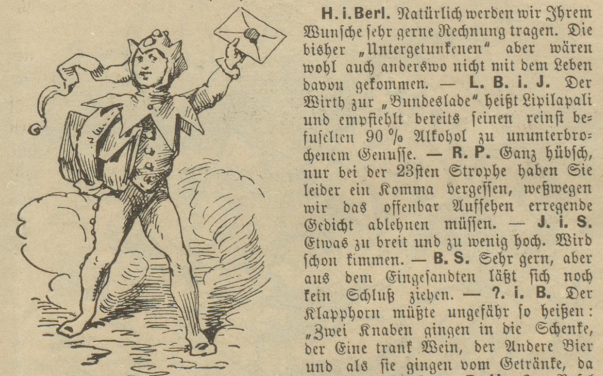 H. i. Berl. Natürlich werden wir Ihrem
Wunsche sehr gerne Rechnung tragen. Die
bisher „Untergetunkenen“ aber wären
wohl auch anderswo nicht mit dem Leben
davon gekommen. — L. B. i. J. Der
Wirth zur „Bundeslade“ heißt Lipilapali
und empfiehlt bereits seinen reinst be-
fuselten 90 % Alkohol zu ununterbro-
chenem Genusse. — R. P. Ganz hübsch,
nur bei der 23sten Strophe haben Sie
leider ein Komma vergessen, weßwegen
wir das offenbar Aufsehen erregende
Gedicht ablehnen müssen. — J. i. S.
Etwas zu breit und zu wenig hoch. Wird
schon kimmen. — B. S. Sehr gern, aber
aus dem Eingesandten läßt sich noch
kein Schluß ziehen. — ?. i. B. Der
Klapphorn müßte ungefähr so heißen:
„Zwei Knaben gingen in die Schenke,
der Eine trank Wein, der Andere Bier
und als sie gingen vom Getränke, da